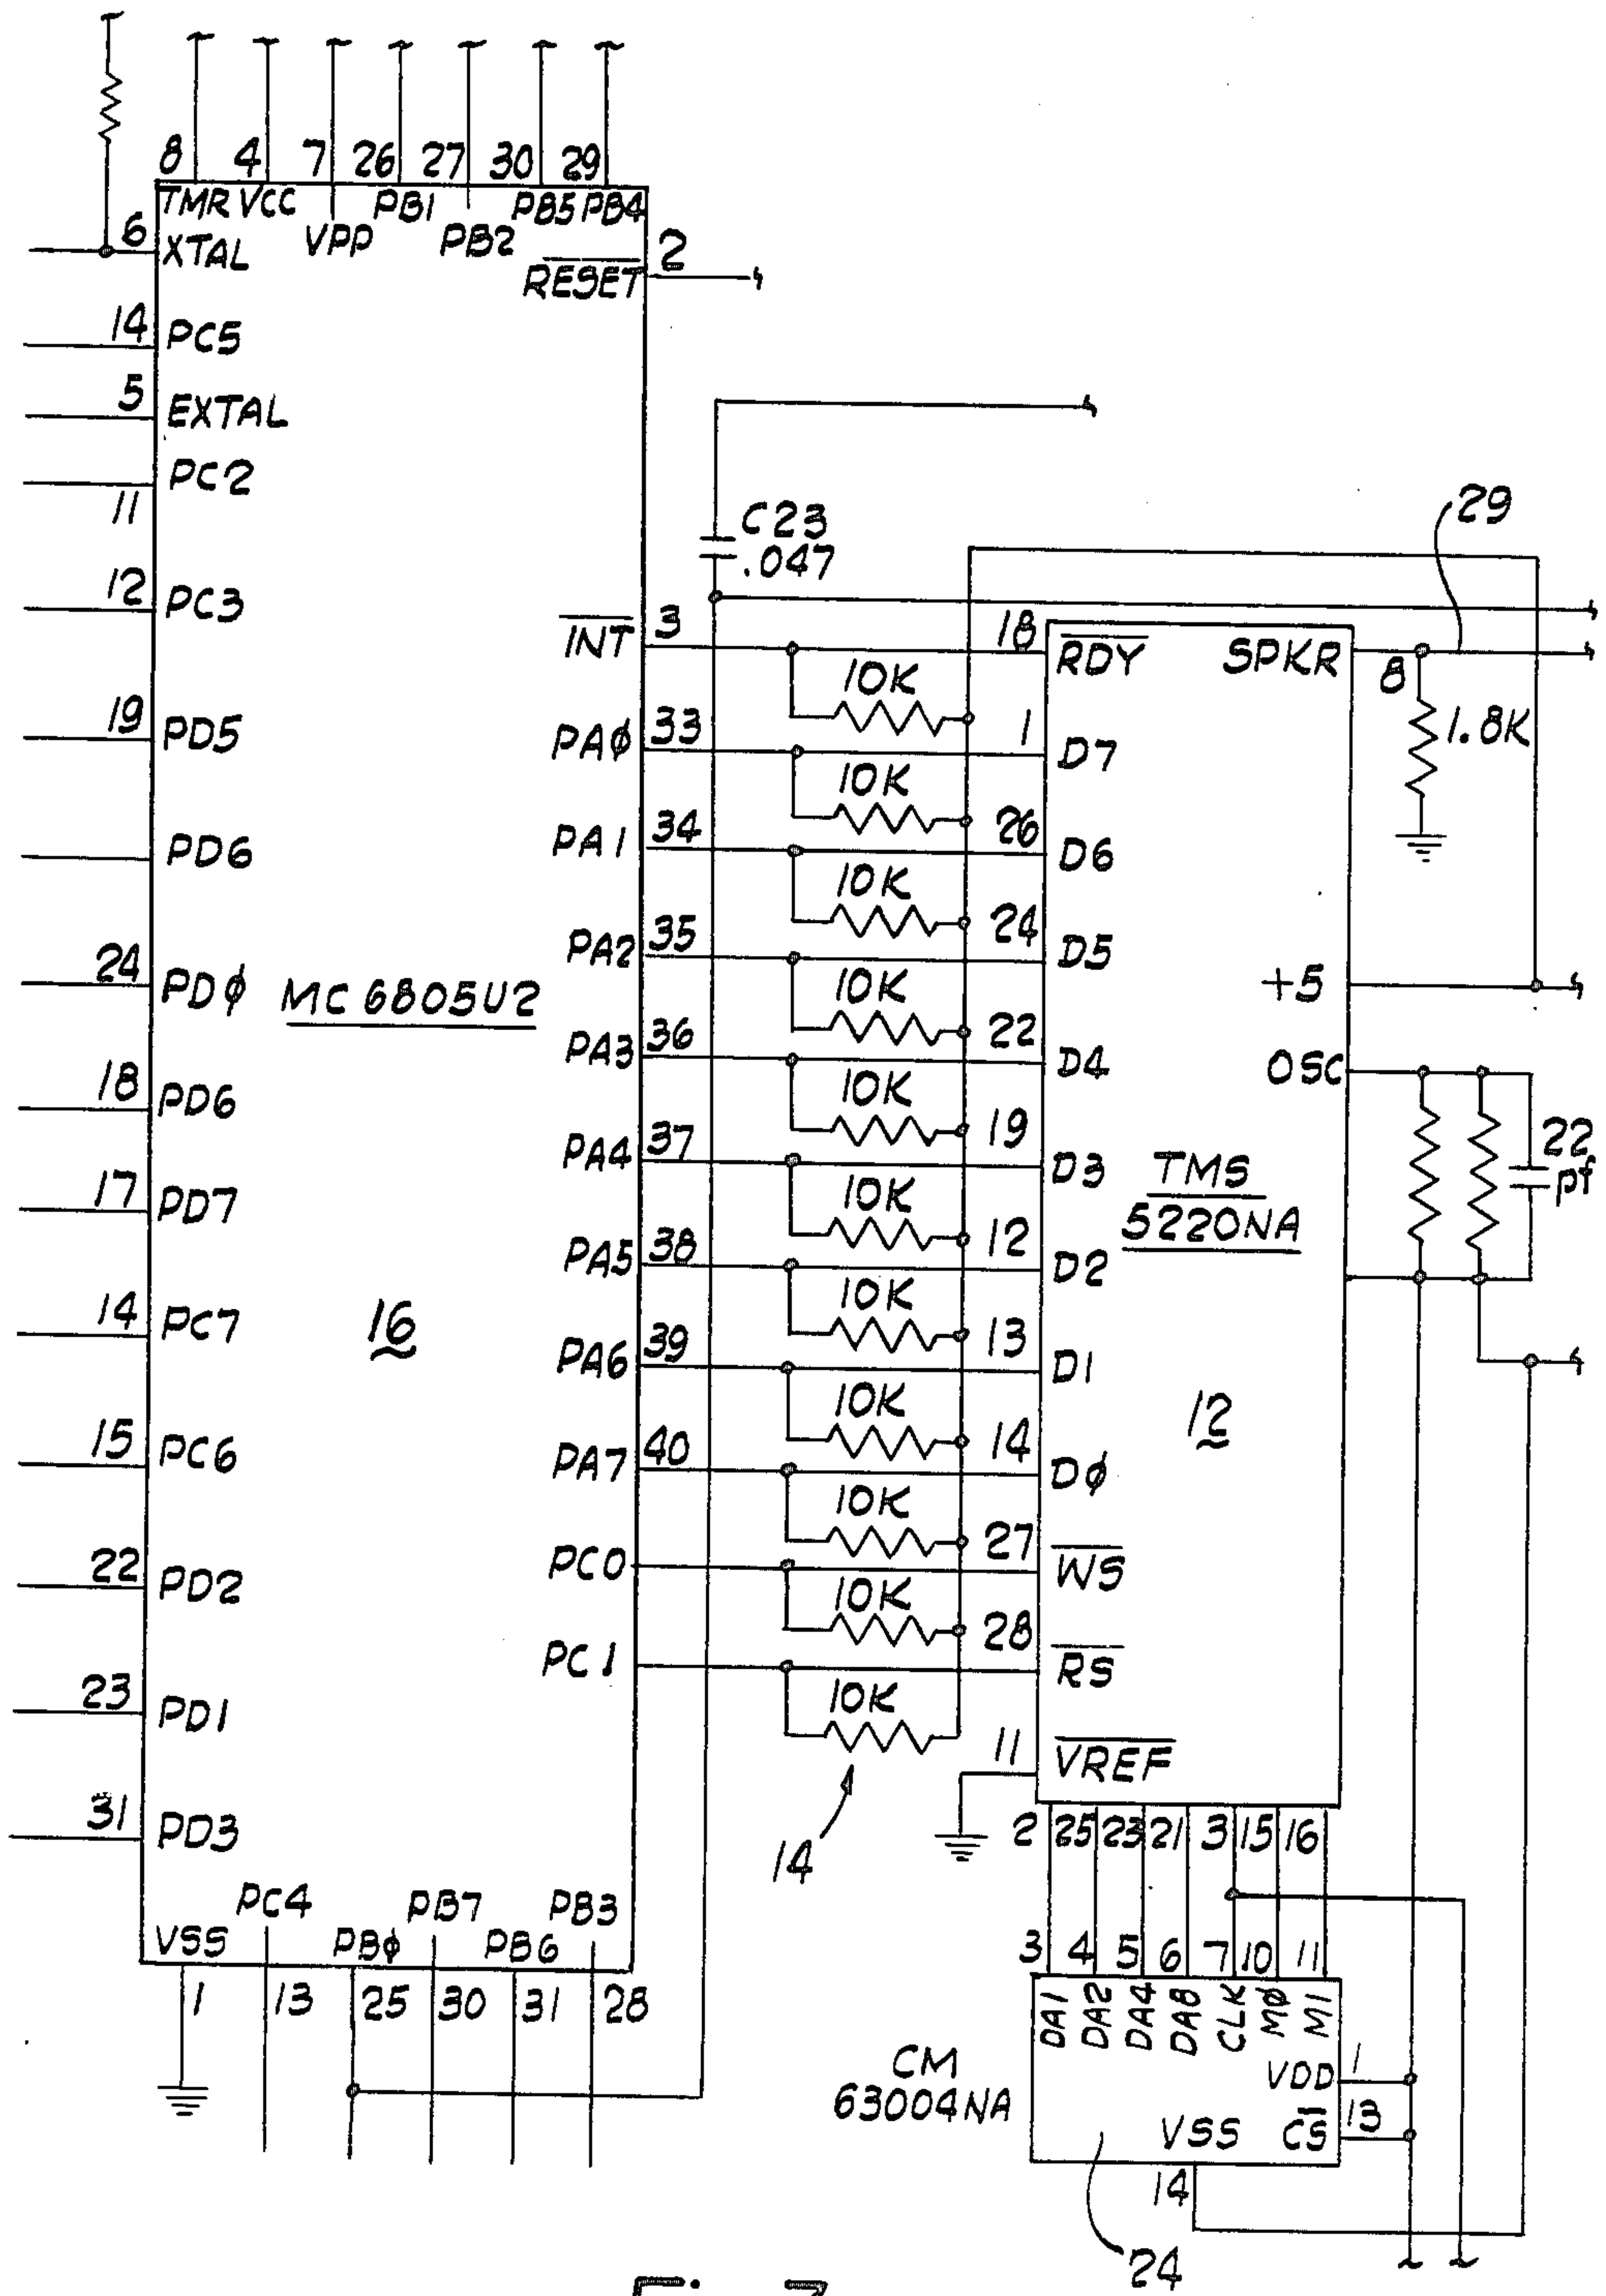 8 4 7 26 27 30 29
TMR VCC VPP PB1 PB2 PB5 PB4
6 XTAL
RESET 2
14 PC5
5 EXTAL
PC2
11
C23
.047
29
12 PC3
INT 3
18 RDY
SPKR 8
10K
1.8K
19 PD5
PAφ 33
1 D7
10K
PD6
PA1 34
26 D6
10K
24 PDφ
MC 6805U2
PA2 35
24 D5
+5
10K
PA3 36
22 D4
OSC
10K
18 PD6
22
pf
PA4 37
19 D3
TMS
5220NA
10K
17 PD7
PA5 38
12 D2
10K
14 PC7
16
PA6 39
13 D1
12
10K
15 PC6
PA7 40
14 Dφ
10K
22 PD2
PC0
27 WS
10K
PC1
28 RS
10K
23 PD1
11 VREF
14
31 PD3
2 25 23 21 3 15 16
VSS PC4 PBφ PB7 PB6 PB3
1 13 25 30 31 28
3 4 5 6 7 10 11
DA1 DA2 DA4 DA8 CLK Mφ M1
CM
63004NA
VDD 1
VSS
CS 13
14
24